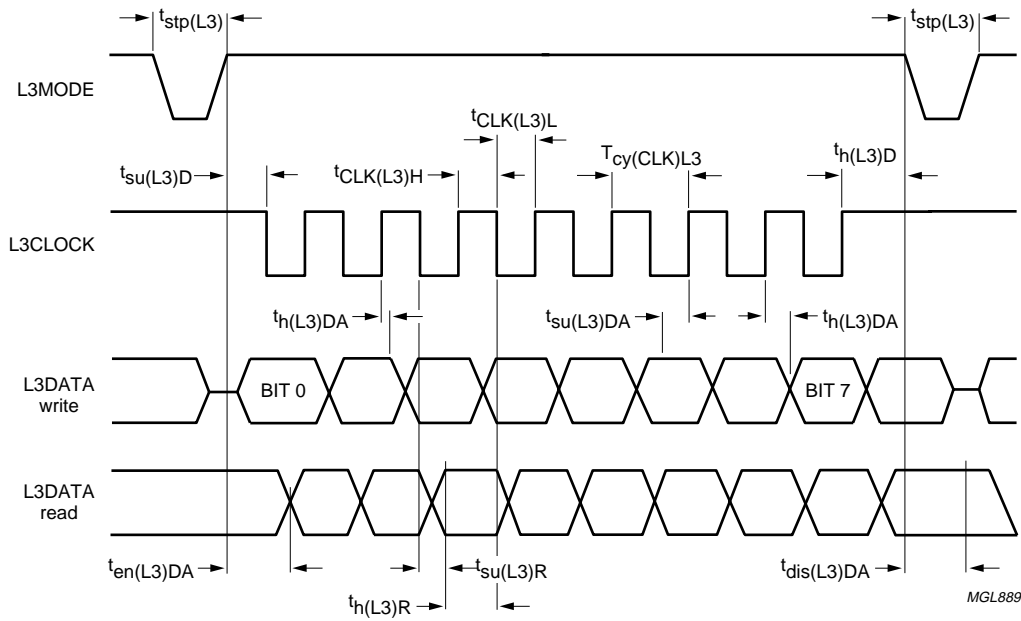 tstp(L3)
tstp(L3)
L3MODE
tCLK(L3)L
tsu(L3)D
tCLK(L3)H
Tcy(CLK)L3
th(L3)D
L3CLOCK
th(L3)DA
tsu(L3)DA
th(L3)DA
L3DATA
write
BIT 0
BIT 7
L3DATA
read
ten(L3)DA
tsu(L3)R
tdis(L3)DA
th(L3)R
MGL889